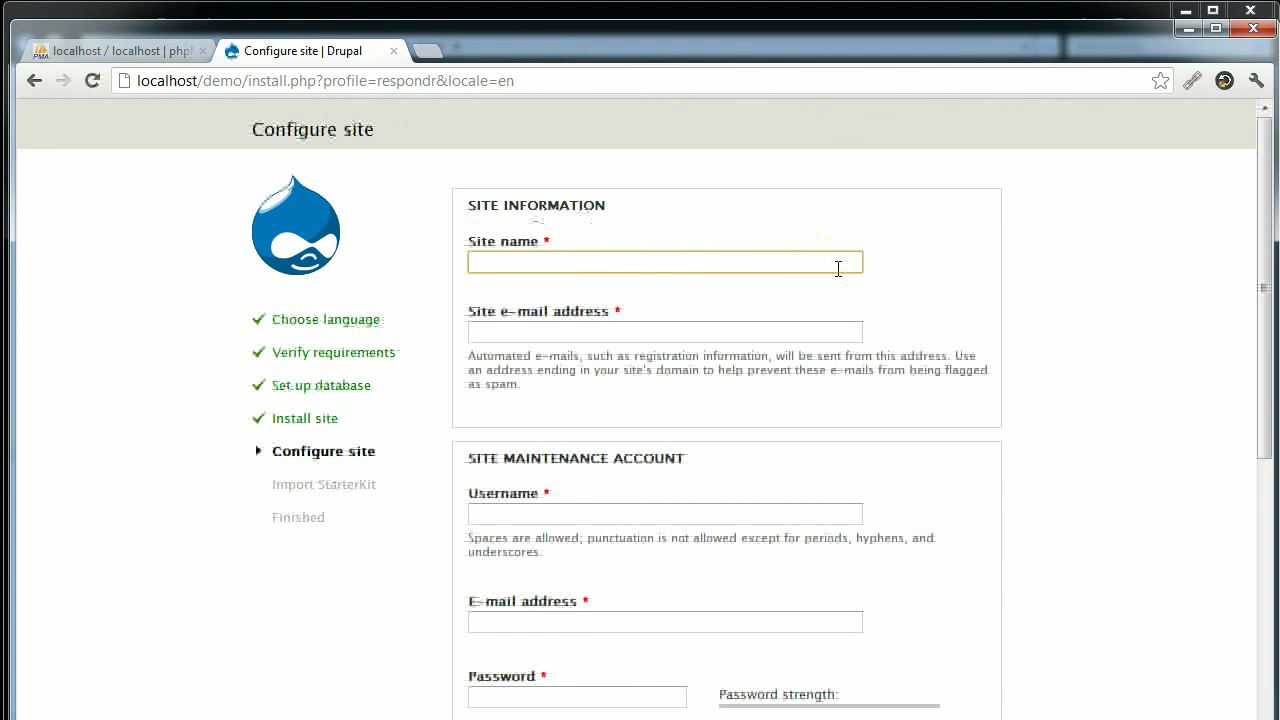 localhost / localhost | phpl
Configure site | Drupal
localhost/demo/install.php?profile=respondr&locale=en
Configure site
Choose language
Verify requirements
Set up database
Install site
Configure site
Import StarterKit
Finished
SITE INFORMATION
Site name *
Site e-mail address *
Automated e-mails, such as registration information, will be sent from this address. Use
an address ending in your site's domain to help prevent these e-mails from being flagged
as spam.
SITE MAINTENANCE ACCOUNT
Username *
Spaces are allowed; punctuation is not allowed except for periods, hyphens, and
underscores.
E-mail address *
Password *
Password strength: